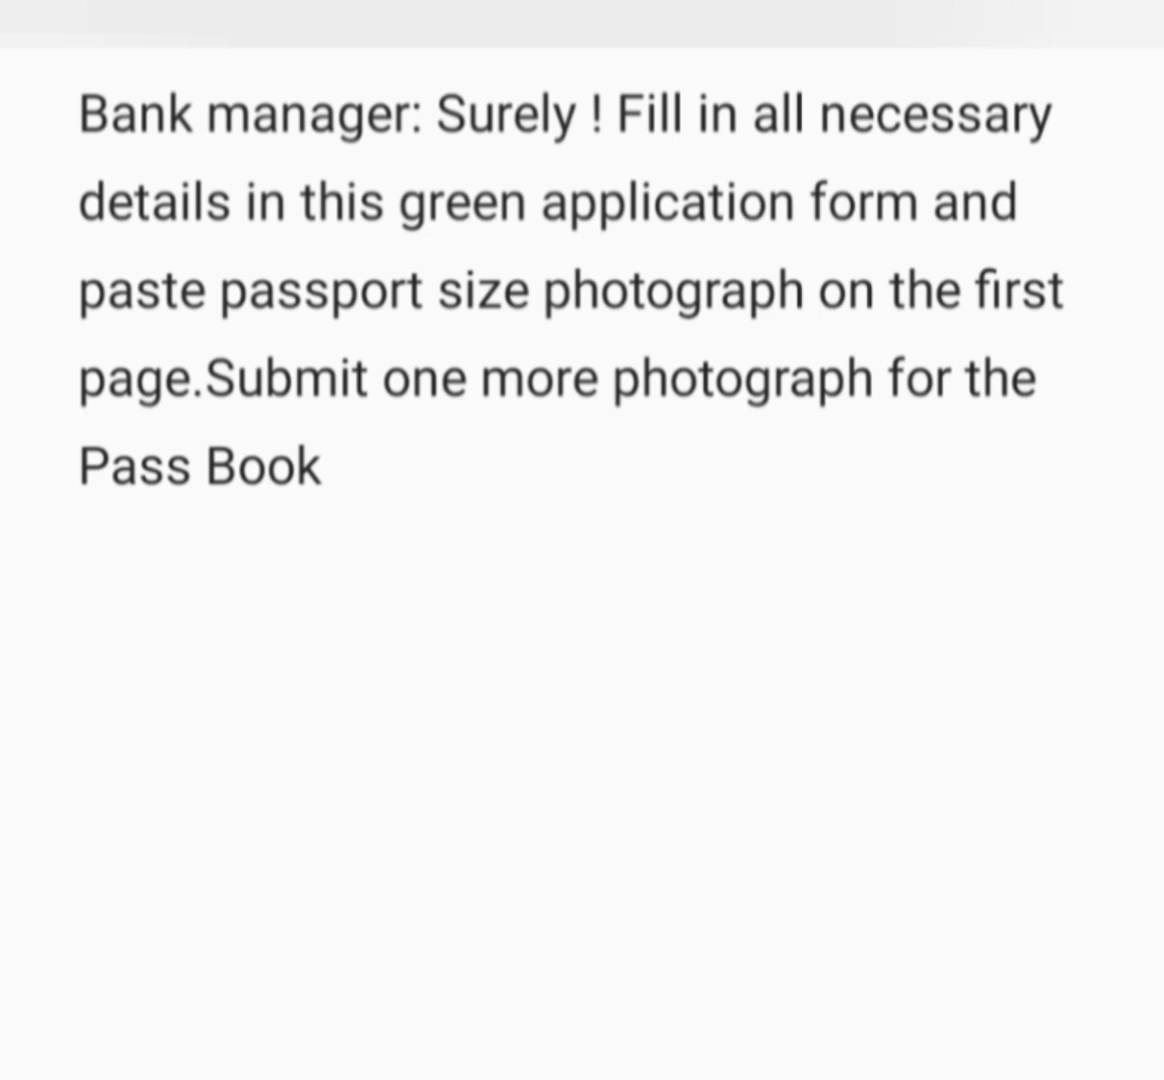 Bank manager: Surely ! Fill in all necessary
details in this green application form and
paste passport size photograph on the first
page.Submit one more photograph for the
Pass Book